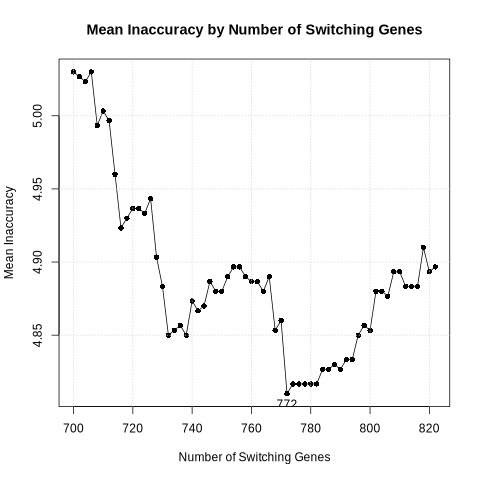 Mean Inaccuracy by Number of Switching Genes
Mean Inaccuracy
5.00
4.95
4.90
4.85
772
700 720 740 760 780 800 820
Number of Switching Genes